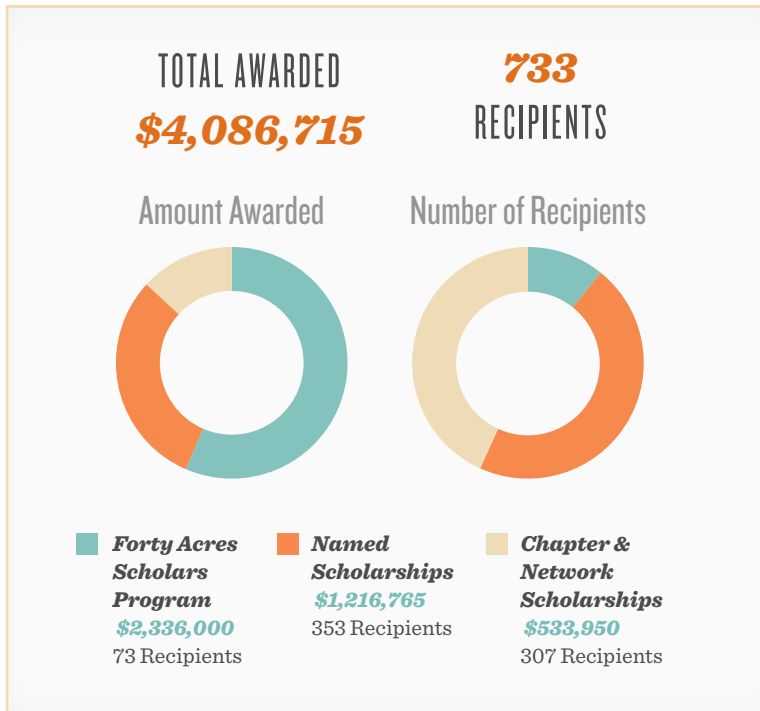 TOTAL AWARDED
$4,086,715
733
RECIPIENTS
Amount Awarded
Number of Recipients
Forty Acres
Scholars
Program
$2,336,000
73 Recipients
Named
Scholarships
$1,216,765
353 Recipients
Chapter &
Network
Scholarships
$533,950
307 Recipients